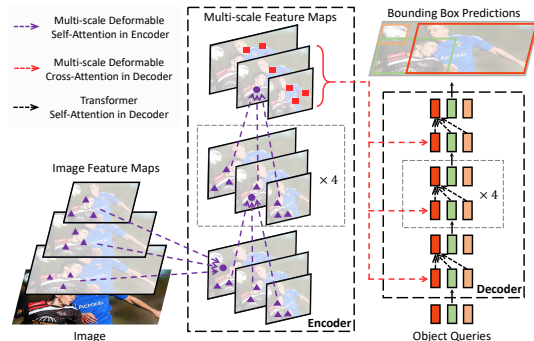 Multi-scale Deformable
Self-Attention in Encoder
Multi-scale Deformable
Cross-Attention in Decoder
Transformer
Self-Attention in Decoder
Image Feature Maps
Image
Multi-scale Feature Maps
× 4
Encoder
Bounding Box Predictions
× 4
Decoder
Object Queries
Acronis